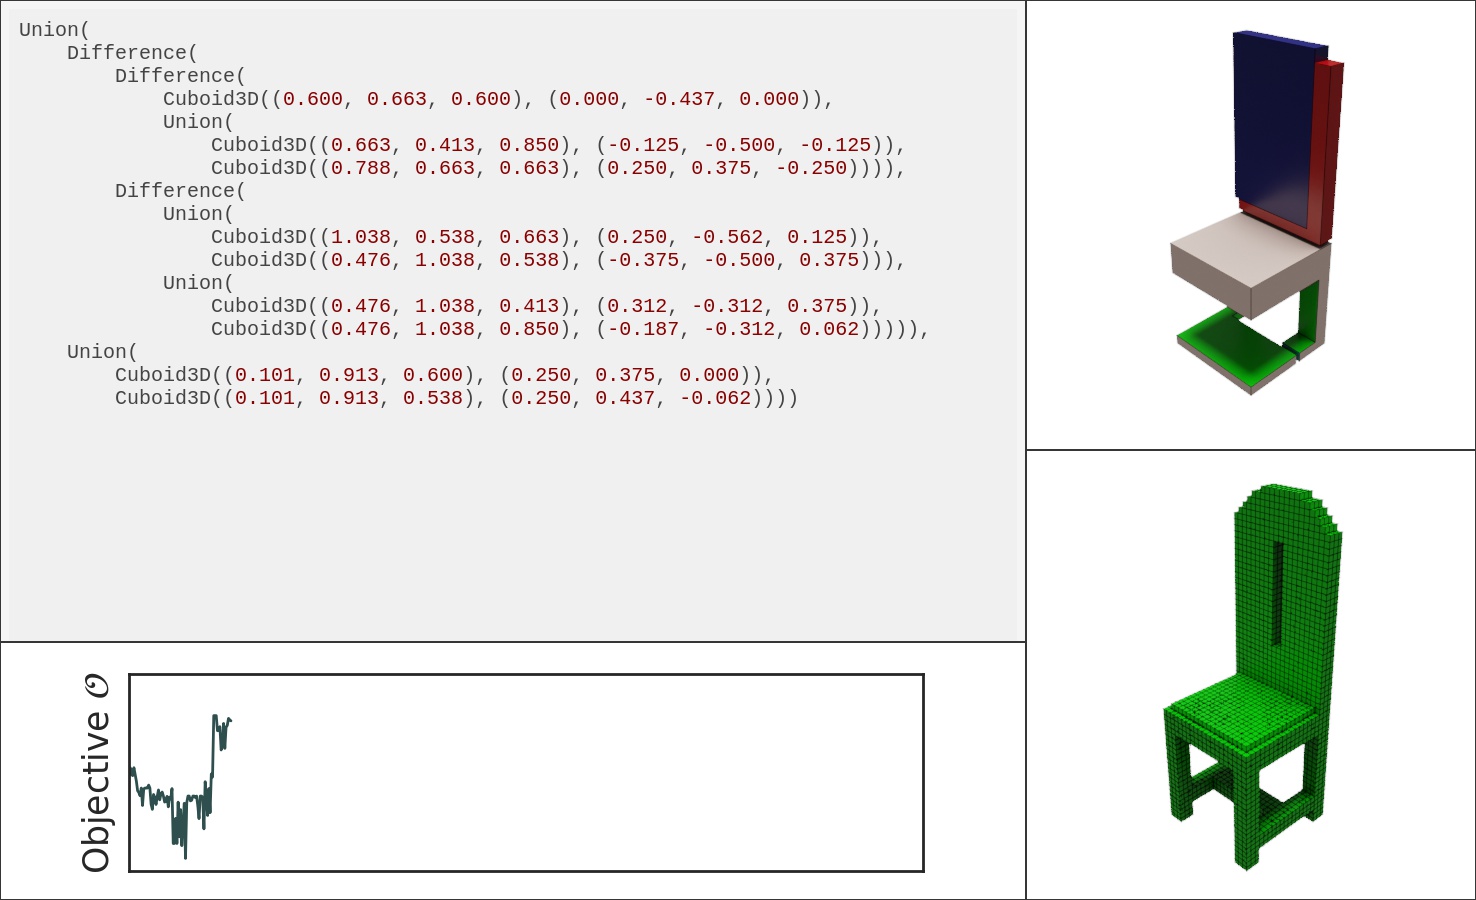 Union(
    Difference(
        Difference(
            Cuboid3D((0.600, 0.663, 0.600), (0.000, -0.437, 0.000)),
            Union(
                Cuboid3D((0.663, 0.413, 0.850), (-0.125, -0.500, -0.125)),
                Cuboid3D((0.788, 0.663, 0.663), (0.250, 0.375, -0.250)))),
        Difference(
            Union(
                Cuboid3D((1.038, 0.538, 0.663), (0.250, -0.562, 0.125)),
                Cuboid3D((0.476, 1.038, 0.538), (-0.375, -0.500, 0.375))),
            Union(
                Cuboid3D((0.476, 1.038, 0.413), (0.312, -0.312, 0.375)),
                Cuboid3D((0.476, 1.038, 0.850), (-0.187, -0.312, 0.062))))),
    Union(
        Cuboid3D((0.101, 0.913, 0.600), (0.250, 0.375, 0.000)),
        Cuboid3D((0.101, 0.913, 0.538), (0.250, 0.437, -0.062))))
Objective 𝒪